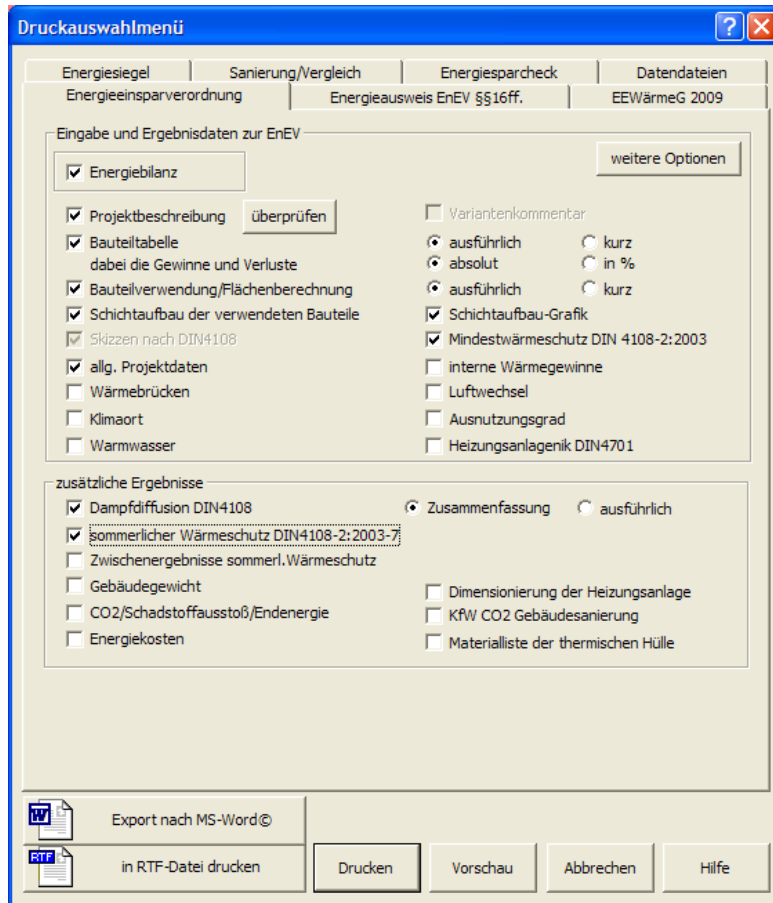 Druckauswahlmenü
Energiesiegel Sanierung/Vergleich Energiesparcheck Datendateien
Energieeinsparverordnung Energieausweis EnEV §§16ff. EEWärmeG 2009
Eingabe und Ergebnisdaten zur EnEV
Energiebilanz weitere Optionen
Projektbeschreibung überprüfen Variantenkommentar
Bauteiltabelle ausführlich kurz
dabei die Gewinne und Verluste absolut in %
Bauteilverwendung/Flächenberechnung ausführlich kurz
Schichtaufbau der verwendeten Bauteile Schichtaufbau-Grafik
Skizzen nach DIN4108 Mindestwärmeschutz DIN 4108-2:2003
allg. Projektdaten interne Wärmegewinne
Wärmebrücken Luftwechsel
Klimaort Ausnutzungsgrad
Warmwasser Heizungsanlagenik DIN4701
zusätzliche Ergebnisse
Dampfdiffusion DIN4108 Zusammenfassung ausführlich
sommerlicher Wärmeschutz DIN4108-2:2003-7
Zwischenergebnisse sommerl.Wärmeschutz
Gebäudegewicht Dimensionierung der Heizungsanlage
CO2/Schadstoffausstoß/Endenergie KfW CO2 Gebäudesanierung
Energiekosten Materialliste der thermischen Hülle
W Export nach MS-Word©
RTF in RTF-Datei drucken Drucken Vorschau Abbrechen Hilfe